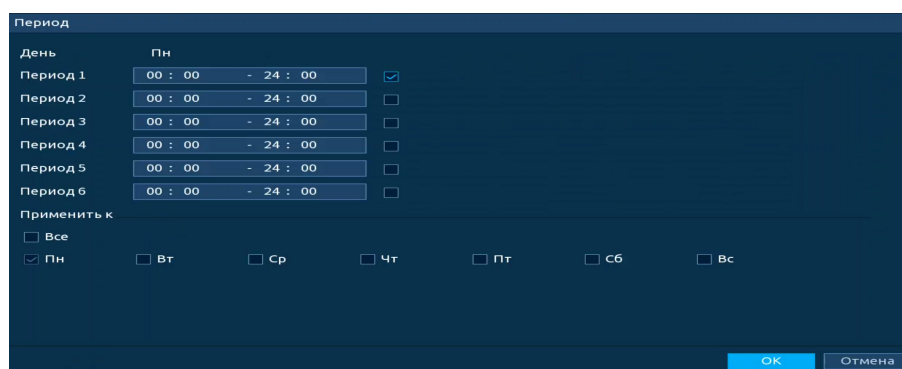 Период
День Пн
Период 1 00 : 00 - 24 : 00
Период 2 00 : 00 - 24 : 00
Период 3 00 : 00 - 24 : 00
Период 4 00 : 00 - 24 : 00
Период 5 00 : 00 - 24 : 00
Период 6 00 : 00 - 24 : 00
Применить к
Все
Пн Вт Ср Чт Пт Сб Вс
OK Отмена